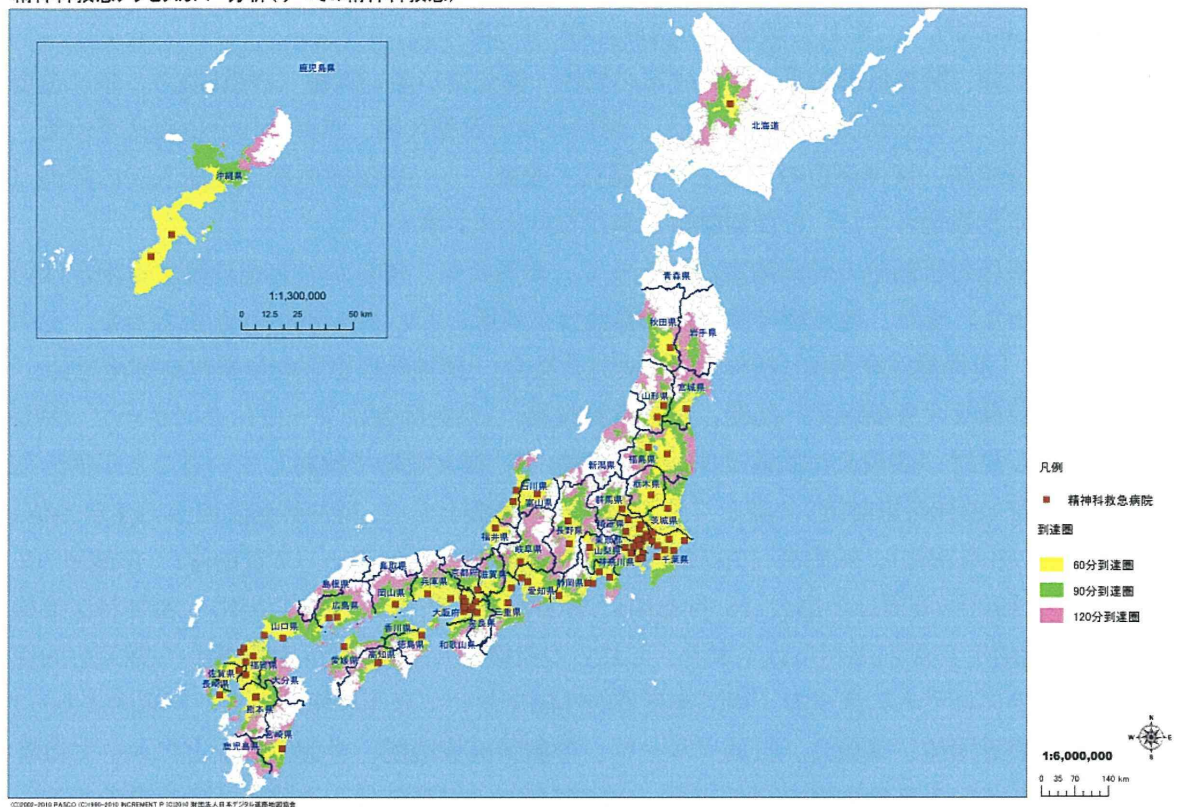 鹿児島県
沖縄県
1:1,300,000
0 12.5 25 50 km
北海道
青森県
秋田県
岩手県
宮城県
山形県
新潟県
福島県
栃木県
群馬県
茨城県
石川県
富山県
長野県
福井県
岐阜県
山梨県
千葉県
神奈川県
静岡県
愛知県
三重県
滋賀県
京都府
兵庫県
大阪府
奈良県
和歌山県
鳥取県
島根県
岡山県
広島県
山口県
香川県
徳島県
愛媛県
高知県
福岡県
佐賀県
長崎県
大分県
熊本県
宮崎県
鹿児島県
凡例
精神科救急病院
到達圏
60分到達圏
90分到達圏
120分到達圏
N
W E
S
1:6,000,000
0 35 70 140 km